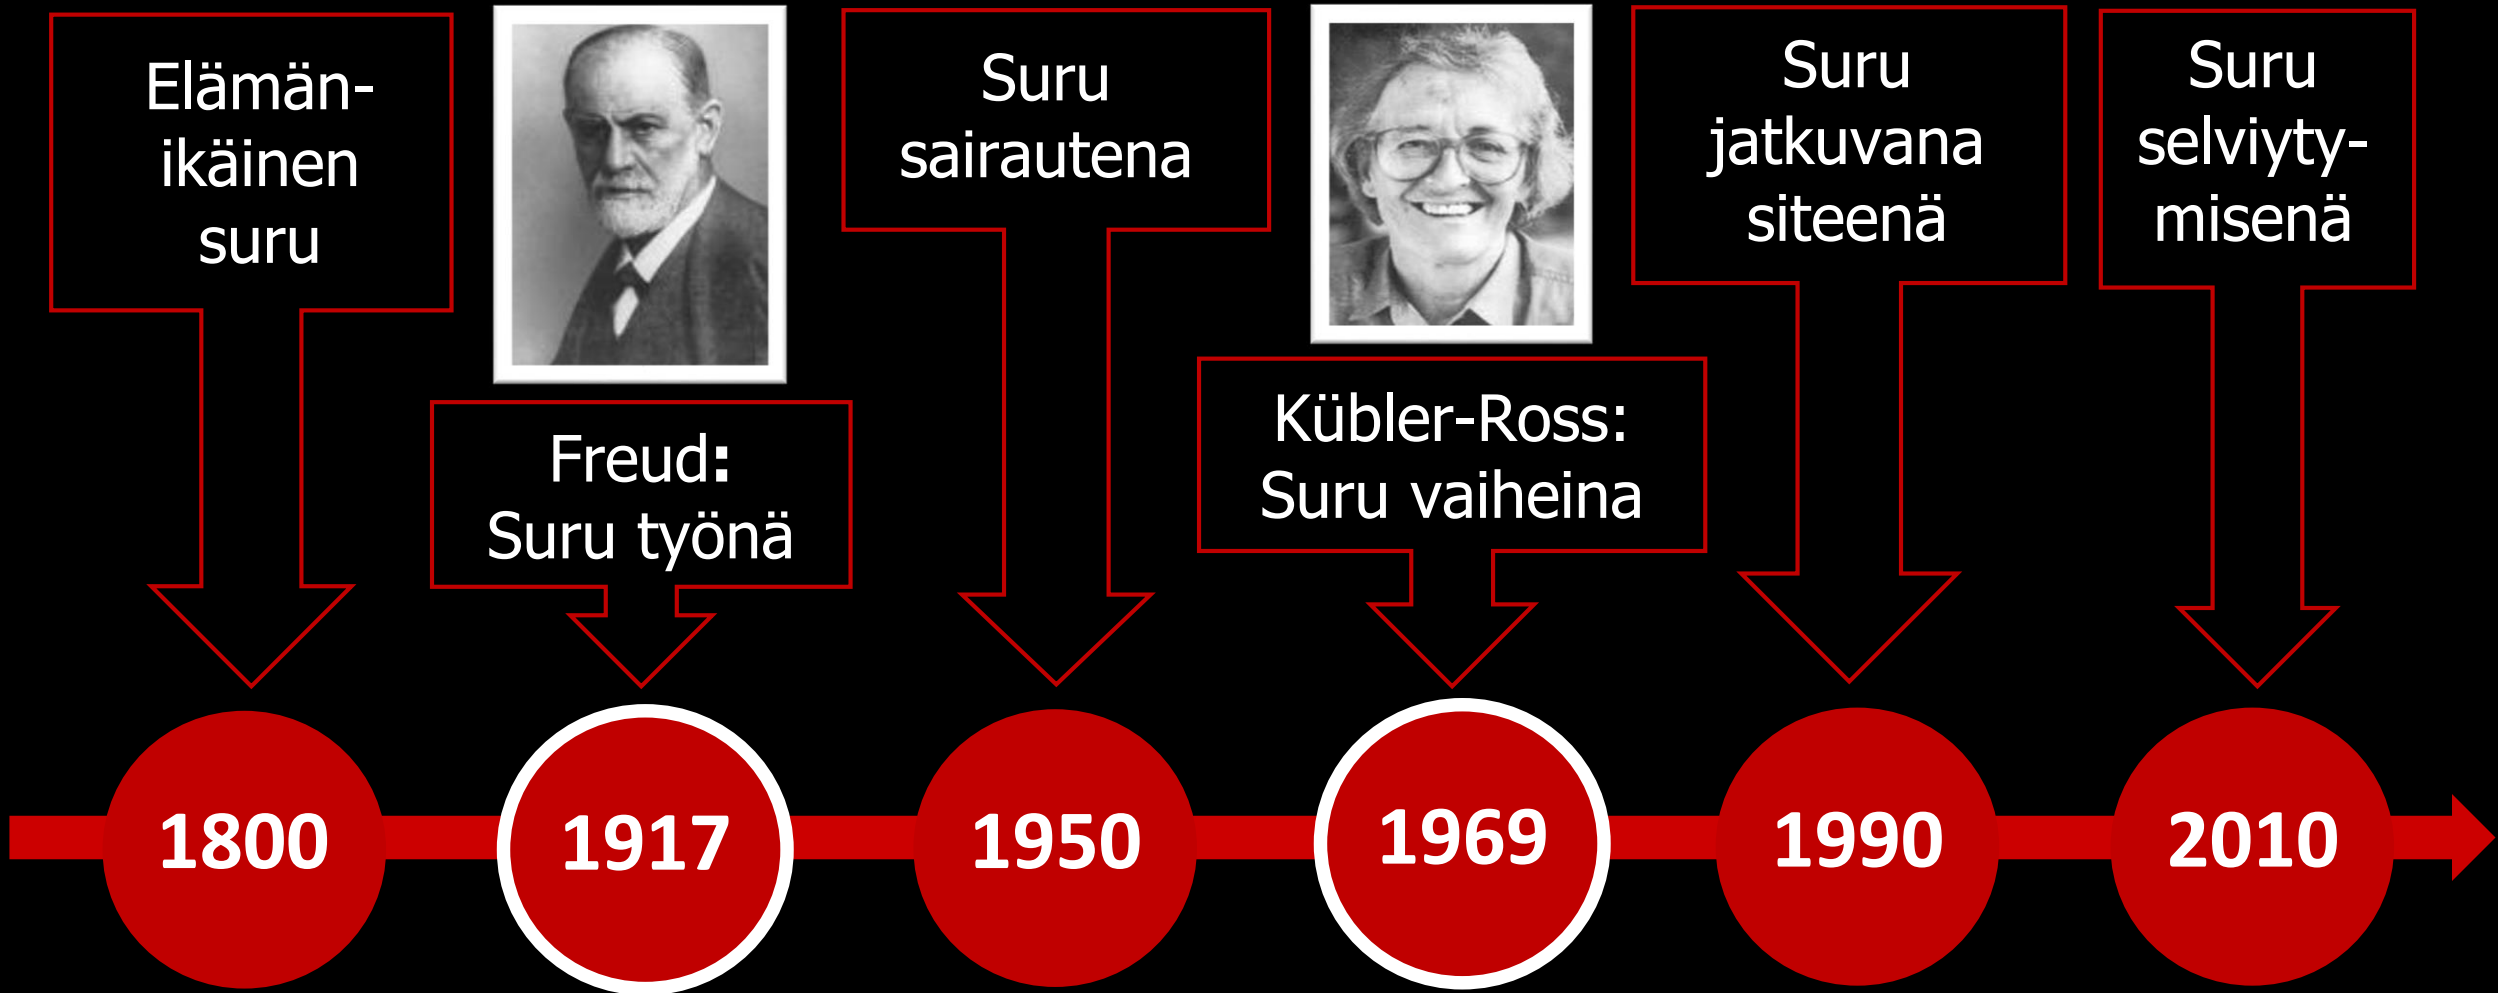 Elämän-
ikäinen
suru
Freud:
Suru työnä
Suru
sairautena
Kübler-Ross:
Suru vaiheina
Suru
jatkuvana
siteenä
Suru
selviyty-
misenä
1800
1917
1950
1969
1990
2010